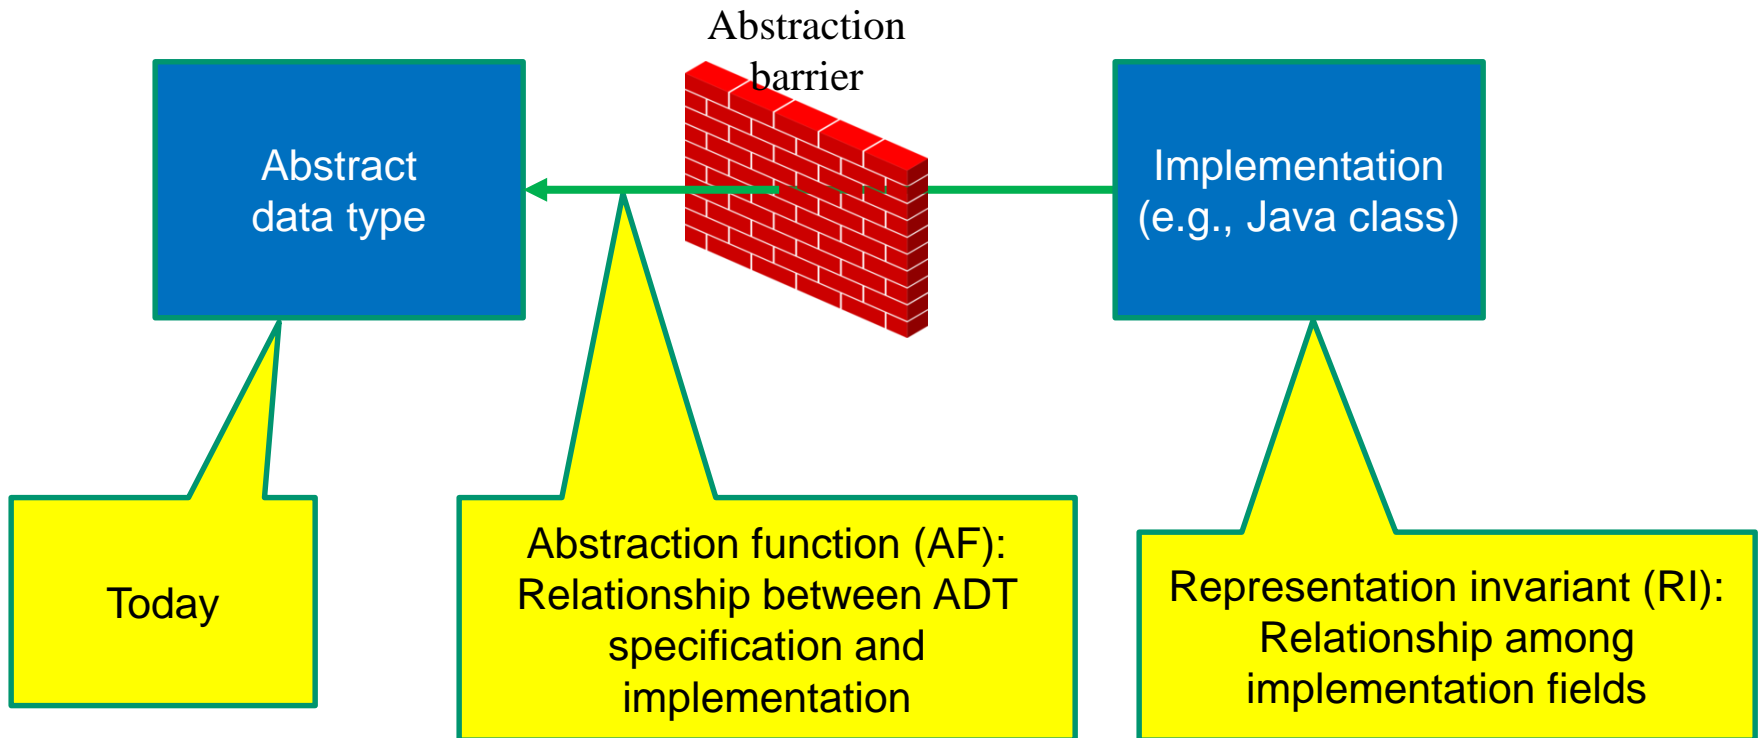 Abstraction
barrier
Abstract
data type
Implementation
(e.g., Java class)
Today
Abstraction function (AF):
Relationship between ADT
specification and
implementation
Representation invariant (RI):
Relationship among
implementation fields